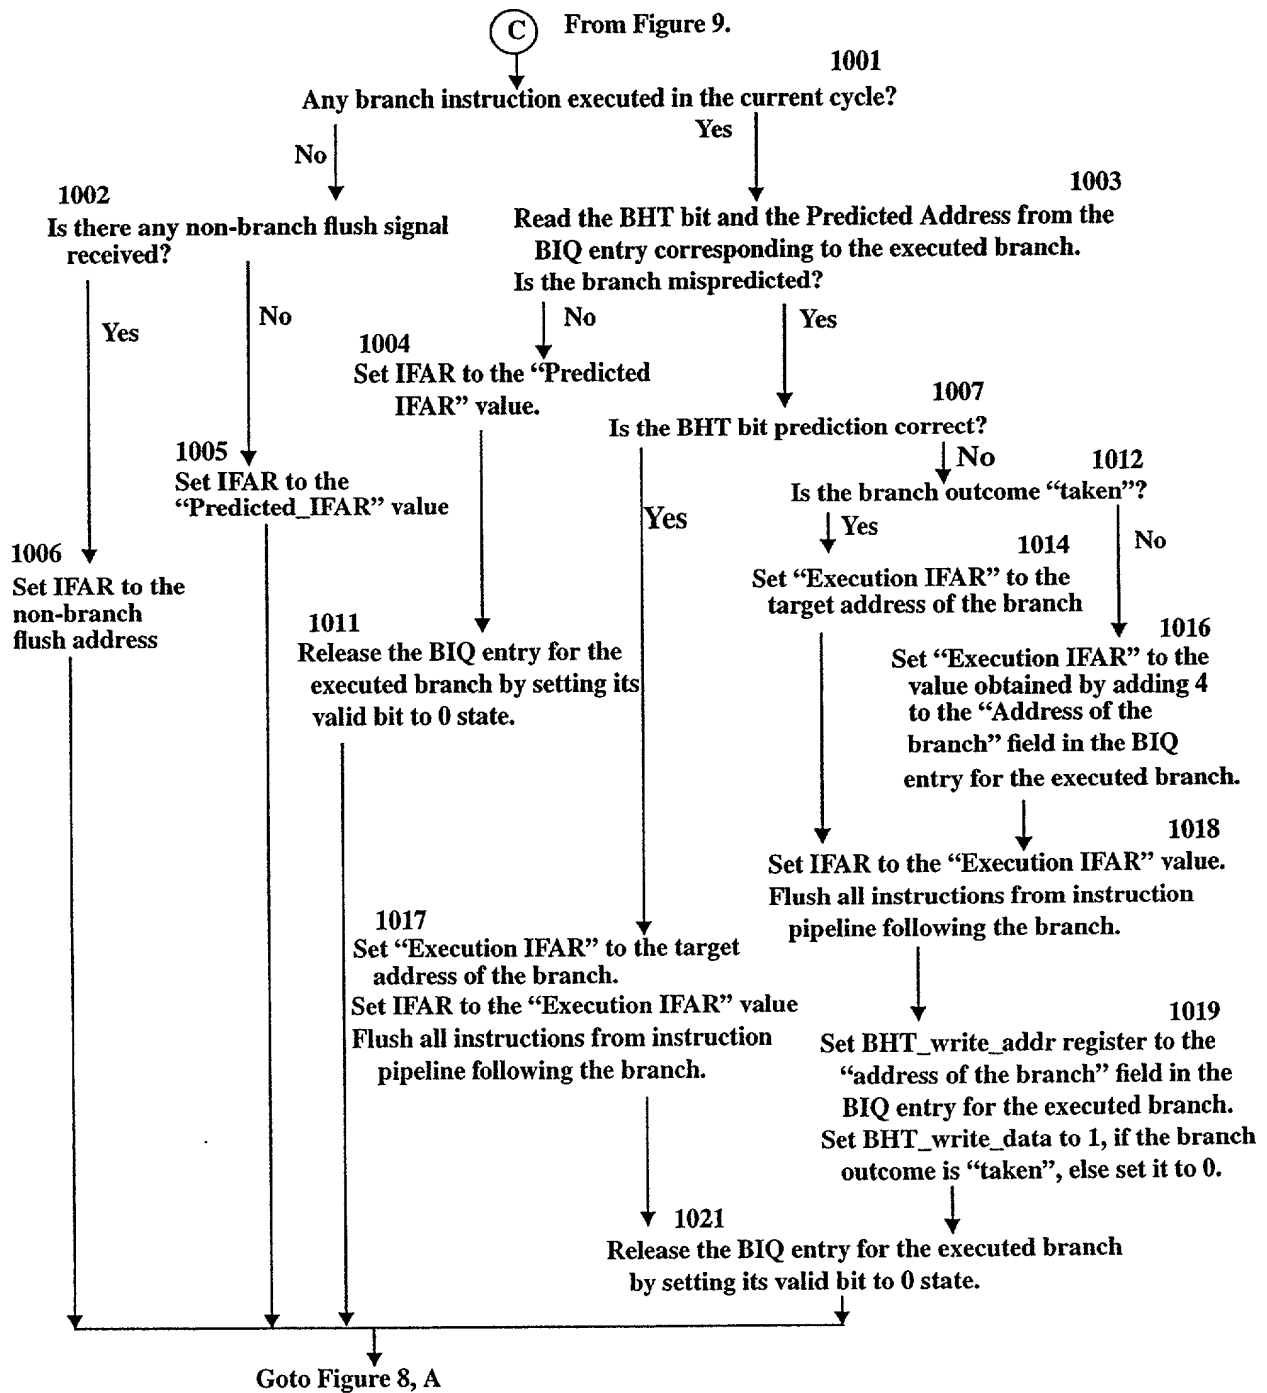 C From Figure 9.
1001
Any branch instruction executed in the current cycle?
No
Yes
1002
Is there any non-branch flush signal
received?
1003
Read the BHT bit and the Predicted Address from the
BIQ entry corresponding to the executed branch.
Is the branch mispredicted?
Yes
No
No
Yes
1004
Set IFAR to the “Predicted
IFAR” value.
1007
Is the BHT bit prediction correct?
1005
Set IFAR to the
“Predicted_IFAR” value
No
1012
Is the branch outcome “taken”?
Yes
Yes
No
1006
Set IFAR to the
non-branch
flush address
1014
Set “Execution IFAR” to the
target address of the branch
1011
Release the BIQ entry for the
executed branch by setting its
valid bit to 0 state.
1016
Set “Execution IFAR” to the
value obtained by adding 4
to the “Address of the
branch” field in the BIQ
entry for the executed branch.
1018
Set IFAR to the “Execution IFAR” value.
Flush all instructions from instruction
pipeline following the branch.
1017
Set “Execution IFAR” to the target
address of the branch.
Set IFAR to the “Execution IFAR” value
Flush all instructions from instruction
pipeline following the branch.
1019
Set BHT_write_addr register to the
“address of the branch” field in the
BIQ entry for the executed branch.
Set BHT_write_data to 1, if the branch
outcome is “taken”, else set it to 0.
1021
Release the BIQ entry for the executed branch
by setting its valid bit to 0 state.
Goto Figure 8, A